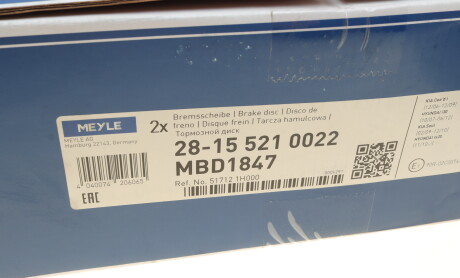 MEYLE
MEYLE AG
Hamburg 22143, Germany
2x
Bremsscheibe | Brake disc | Disco de
freno | Disque frein | Tarcza hamulcowa |
Тормозной диск
28-15 521 0022
MBD1847
Ref. No. 51712 1H000
4 040074 206065
EAC